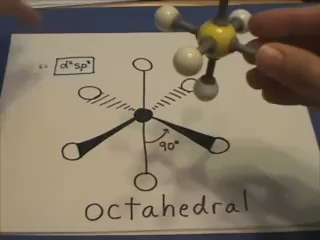 = d²sp³
90°
octahedral